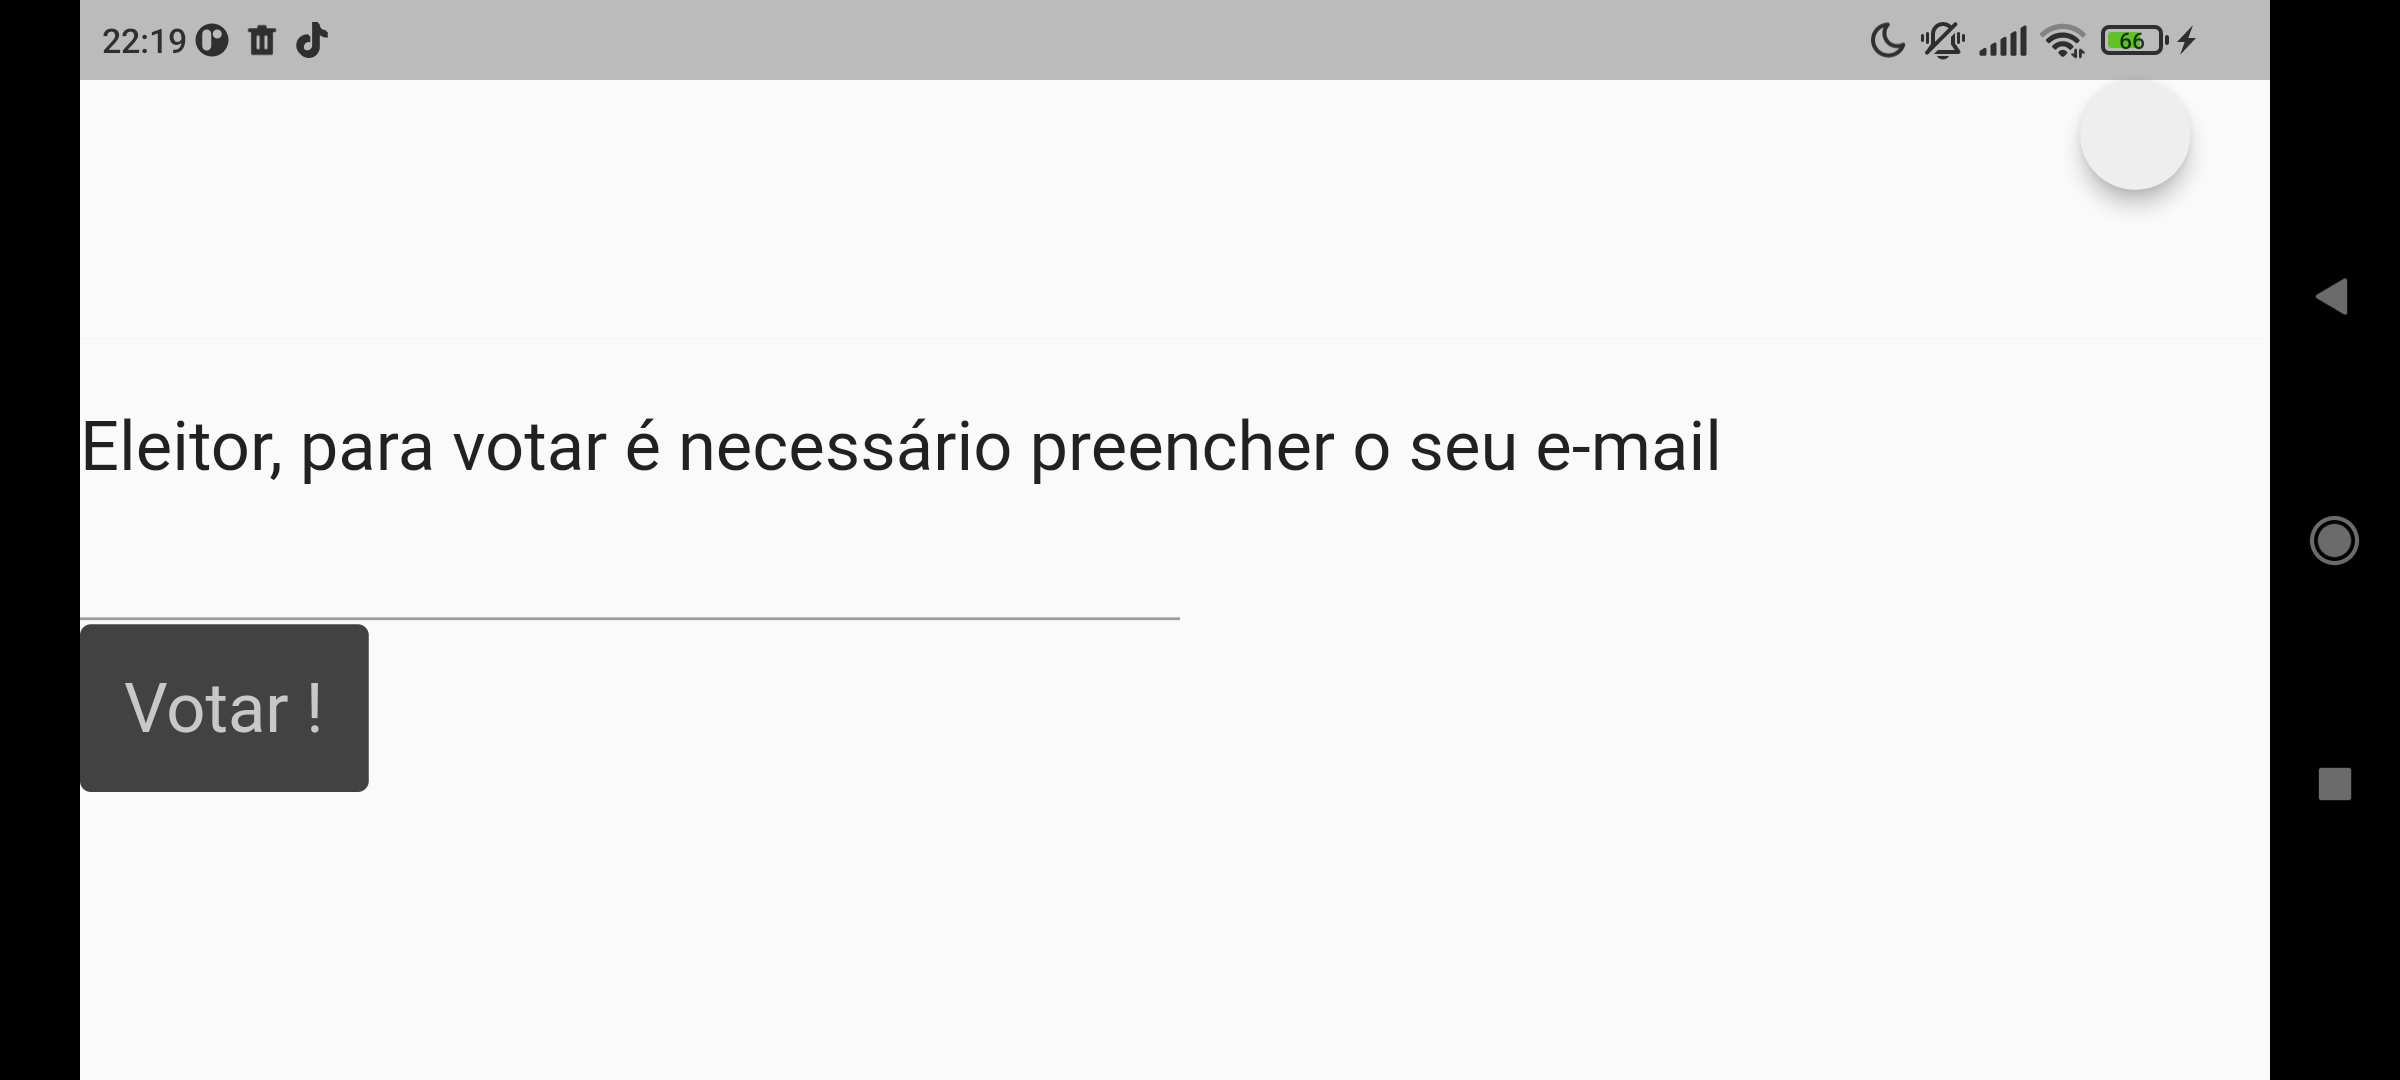 22:19
66
Eleitor, para votar é necessário preencher o seu e-mail
Votar !